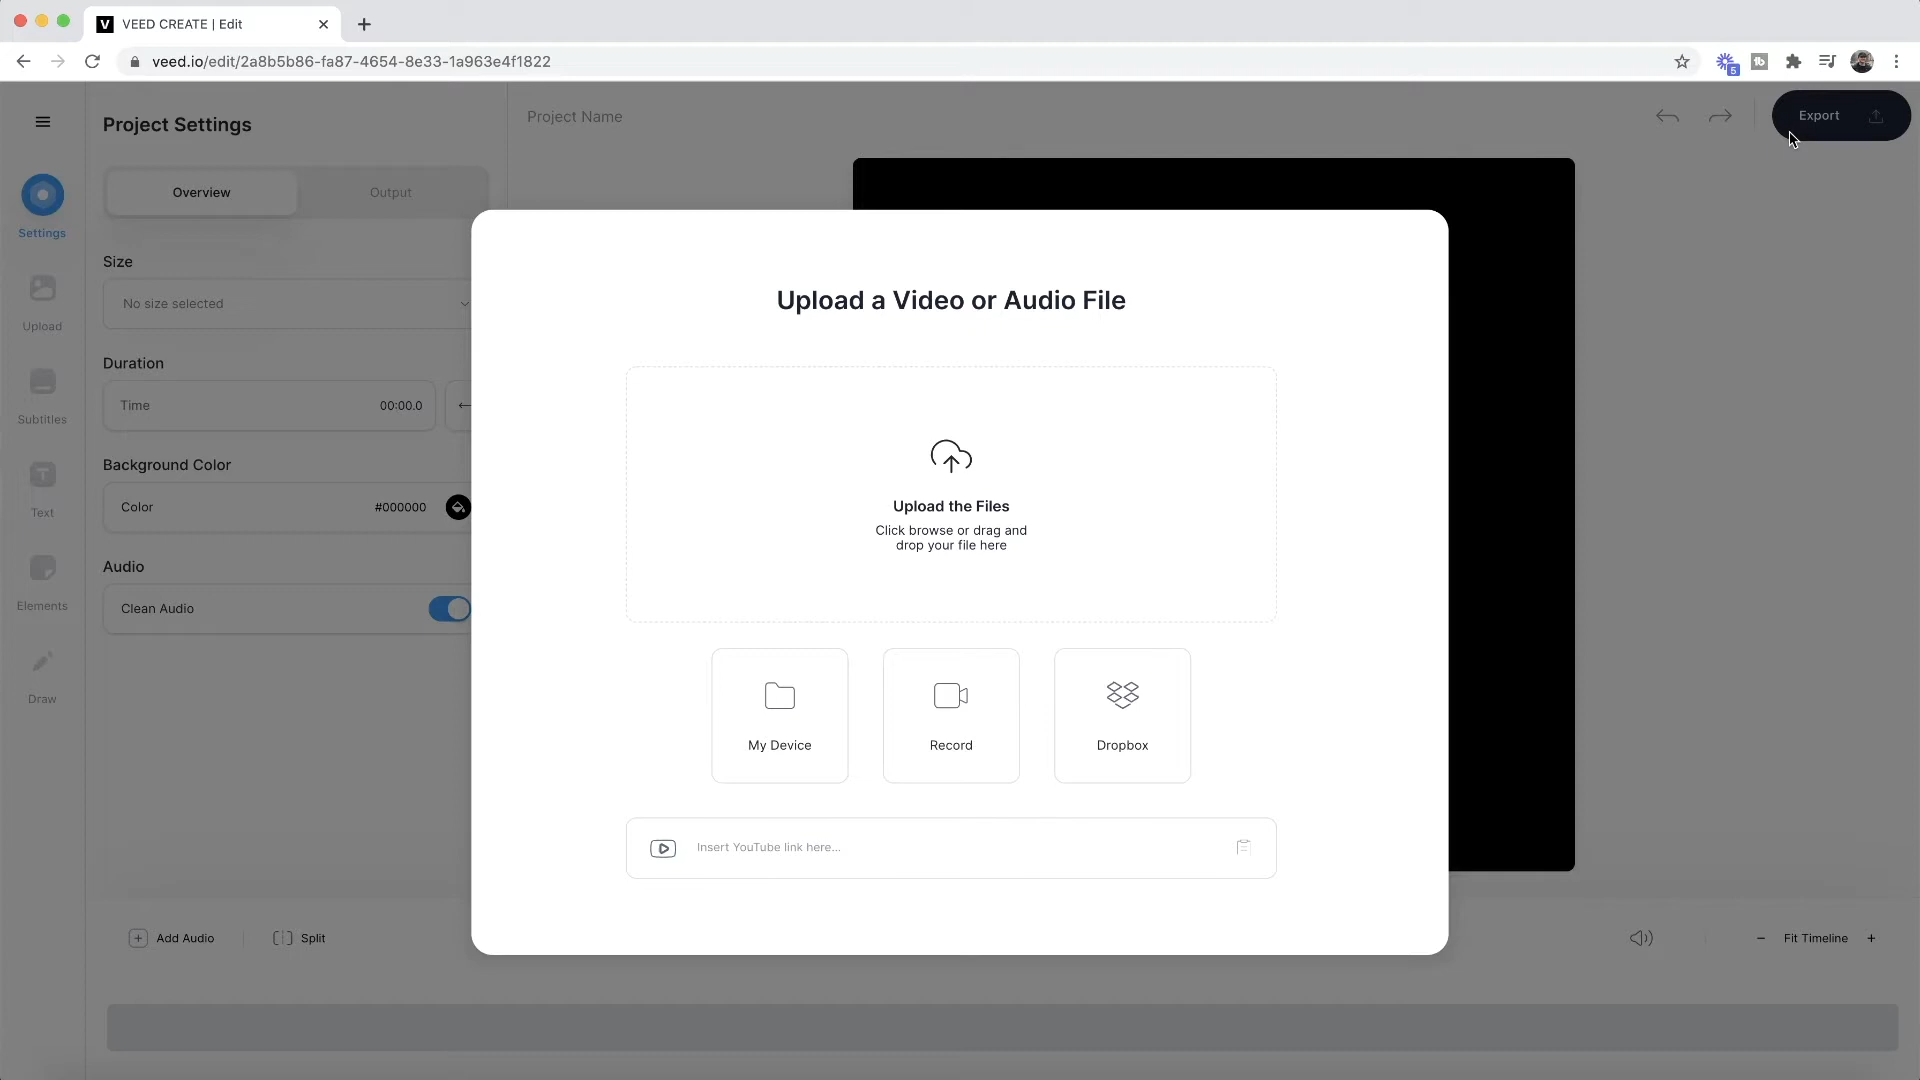 VEED CREATE | Edit
veed.io/edit/2a8b5b86-fa87-4654-8e33-1a963e4f1822
5
Project Settings
Project Name
Export
Overview
Output
Settings
Size
No size selected
Upload
Duration
Time
00:00.0
Subtitles
Background Color
Color
#000000
Text
Audio
Clean Audio
Elements
Draw
Upload a Video or Audio File
Upload the Files
Click browse or drag and
drop your file here
My Device
Record
Dropbox
Insert YouTube link here...
Add Audio
Split
Fit Timeline